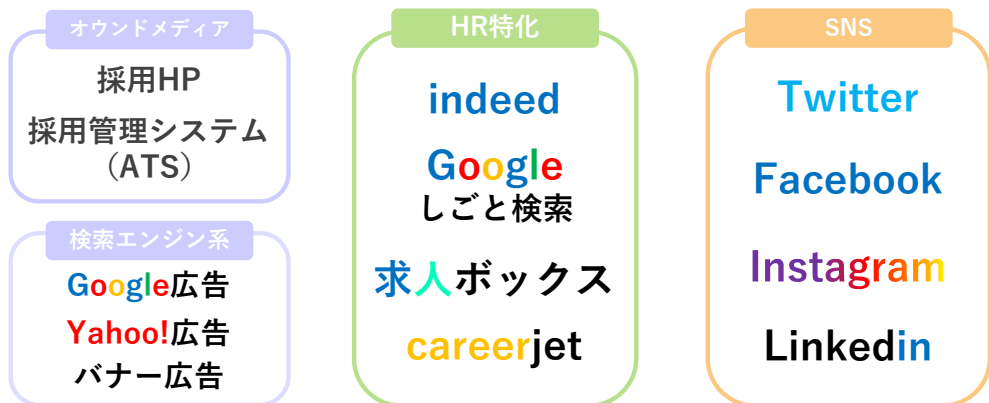 オウンドメディア
採用HP
採用管理システム
（ATS）
検索エンジン系
Google広告
Yahoo!広告
バナー広告
HR特化
indeed
Google
しごと検索
求人ボックス
careerjet
SNS
Twitter
Facebook
Instagram
Linkedin